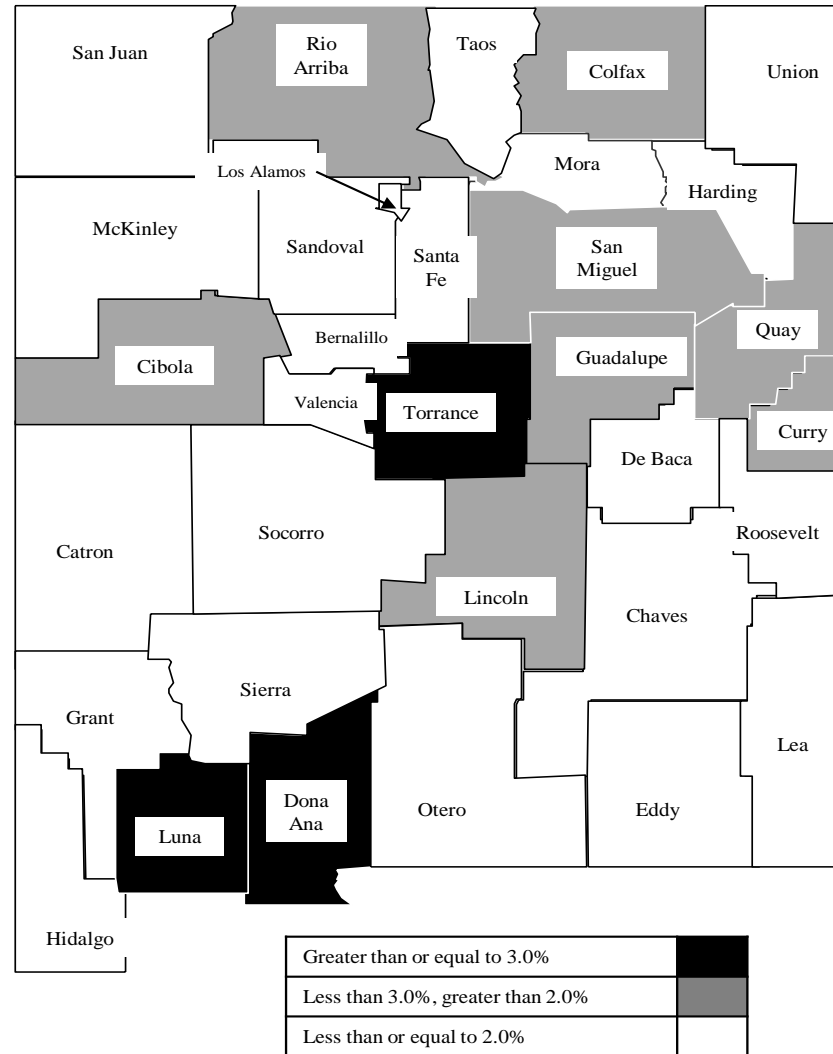 San Juan
Rio
Arriba
Taos
Colfax
Union
Los Alamos
Mora
Harding
McKinley
Sandoval
Santa
Fe
San
Miguel
Quay
Bernalillo
Cibola
Guadalupe
Valencia
Torrance
Curry
De Baca
Catron
Socorro
Roosevelt
Lincoln
Chaves
Sierra
Grant
Lea
Dona
Ana
Luna
Otero
Eddy
Hidalgo
Greater than or equal to 3.0%
Less than 3.0%, greater than 2.0%
Less than or equal to 2.0%